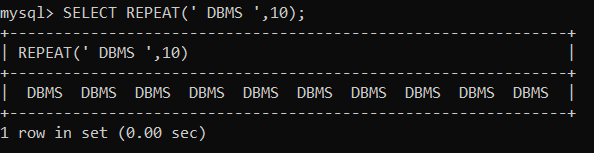 mysql> SELECT REPEAT(' DBMS ',10);
+--------------------------------------------------------------+
| REPEAT(' DBMS ',10)                                          |
+--------------------------------------------------------------+
|  DBMS  DBMS  DBMS  DBMS  DBMS  DBMS  DBMS  DBMS  DBMS  DBMS  |
+--------------------------------------------------------------+
1 row in set (0.00 sec)